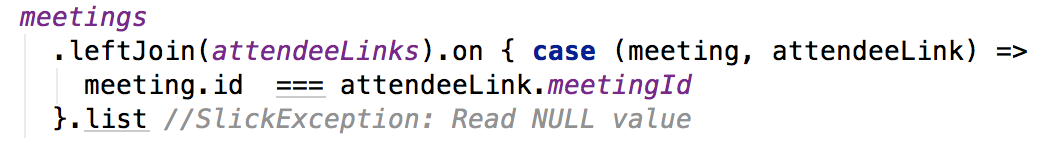 meetings
.leftJoin(attendeeLinks).on { case (meeting, attendeeLink) =>
meeting.id === attendeeLink.meetingId
}.list //SlickException: Read NULL value